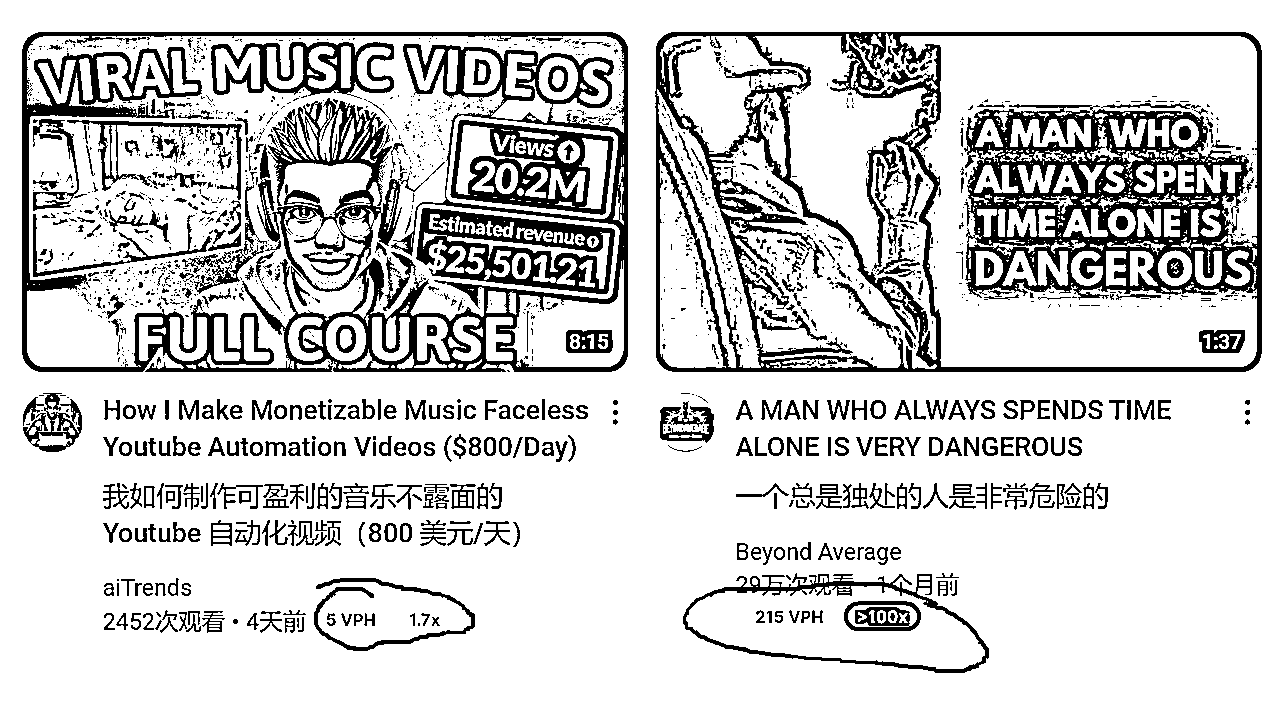 VIRAL MUSIC VIDEOS
Views
20.2M
Estimated revenue
$25,501.21
FULL COURSE
8:15
How I Make Monetizable Music Faceless
Youtube Automation Videos ($800/Day)
我如何制作可盈利的音乐不露面的
Youtube 自动化视频（800 美元/天）
aiTrends
2452次观看 • 4天前
5 VPH 1.7x
A MAN WHO
ALWAYS SPENT
TIME ALONE IS
DANGEROUS
1:37
A MAN WHO ALWAYS SPENDS TIME
ALONE IS VERY DANGEROUS
一个总是独处的人是非常危险的
Beyond Average
29万次观看 • 1个月前
215 VPH >100x